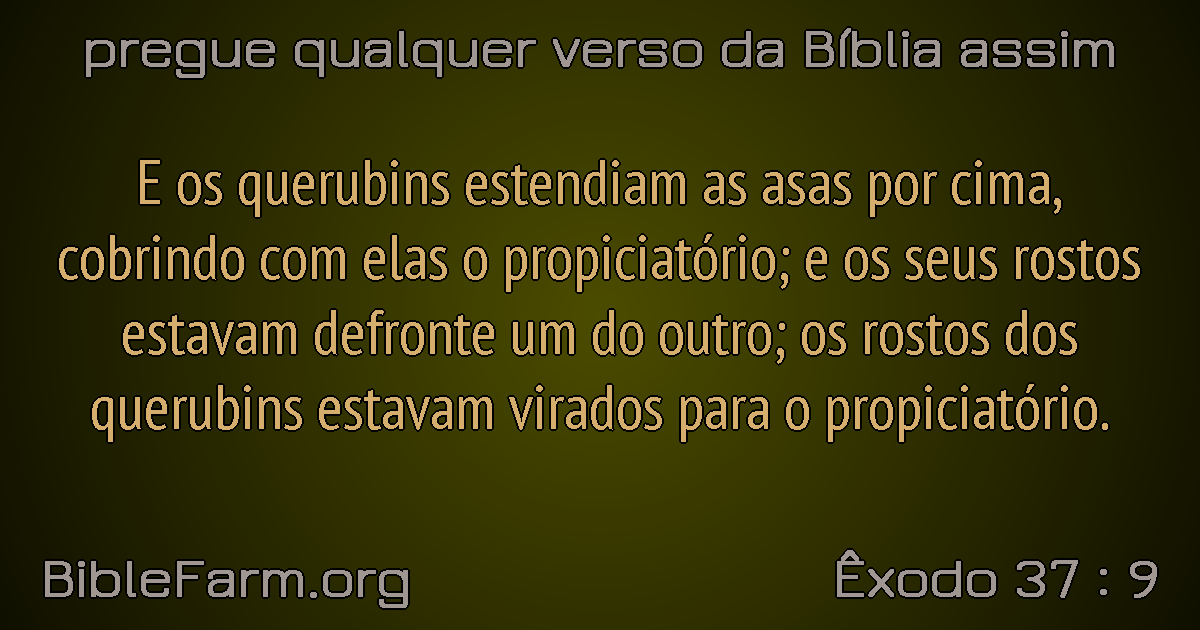 pregue qualquer verso da Bíblia assim
E os querubins estendiam as asas por cima,
cobrindo com elas o propiciatório; e os seus rostos
estavam defronte um do outro; os rostos dos
querubins estavam virados para o propiciatório.
BibleFarm.org
Êxodo 37 : 9